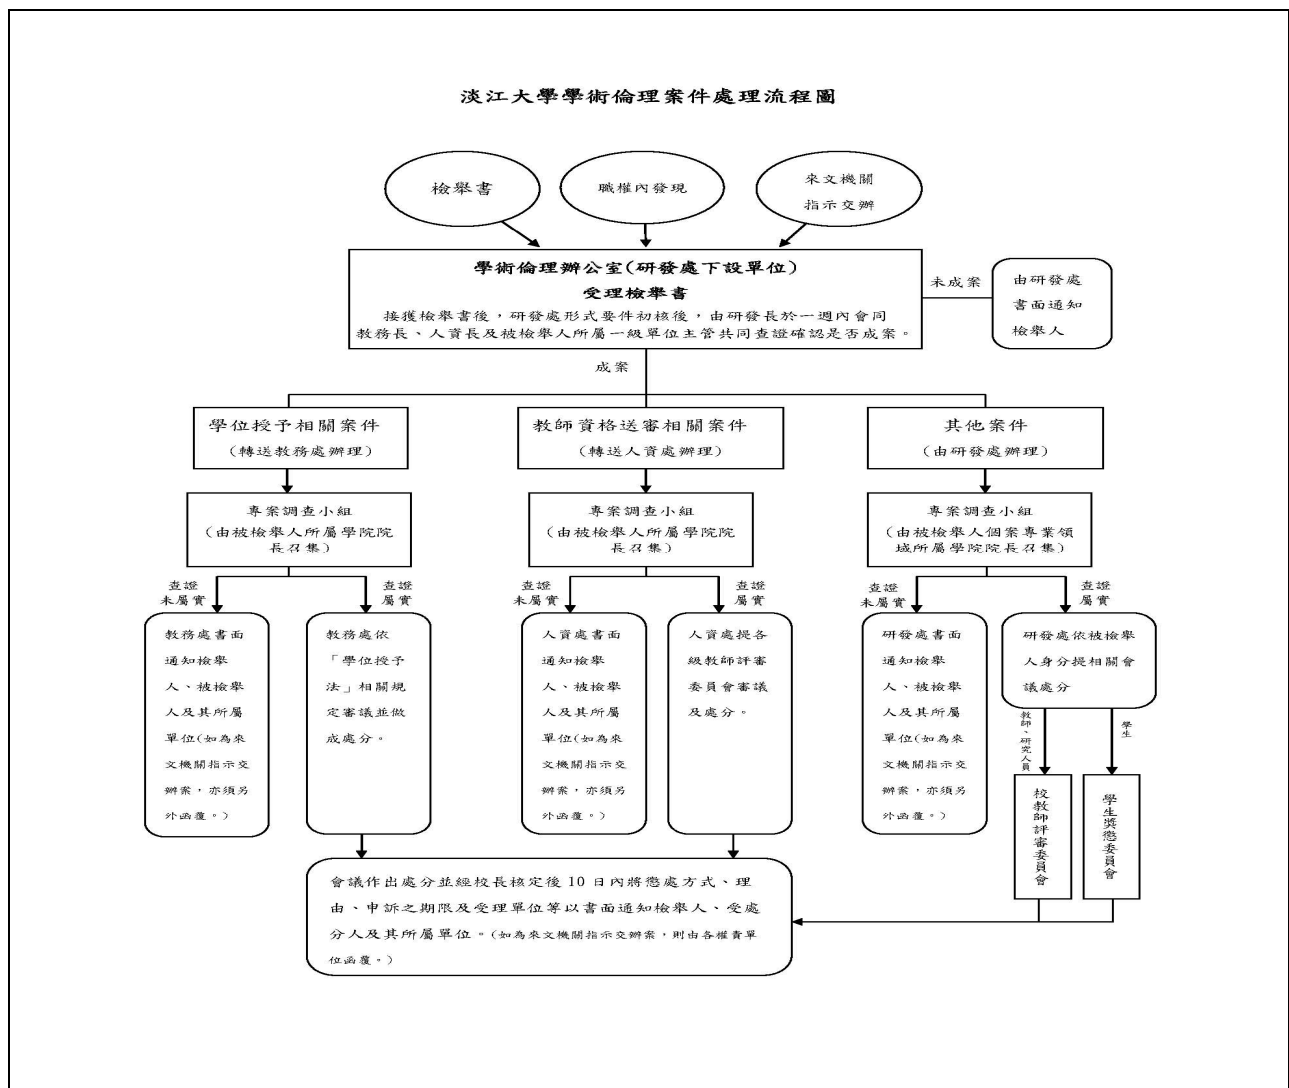 淡江大學學術倫理案件處理流程圖
檢舉書
職權內發現
來文機關
指示交辦
學術倫理辦公室(研發處下設單位)
受理檢舉書
接獲檢舉書後，研發處形式要件初核後，由研發長於一週內會同
教務長、人資長及被檢舉人所屬一級單位主管共同查證確認是否成案。
未成案
由研發處
書面通知
檢舉人
成案
學位授予相關案件
(轉送教務處辦理)
教師資格送審相關案件
(轉送人資處辦理)
其他案件
(由研發處辦理)
專案調查小組
(由被檢舉人所屬學院院
長召集)
專案調查小組
(由被檢舉人所屬學院院
長召集)
專案調查小組
(由被檢舉人個案專業領
域所屬學院院長召集)
查證
未屬實
查證
屬實
查證
未屬實
查證
屬實
查證
未屬實
查證
屬實
教務處書面
通知檢舉
人、被檢舉
人及其所屬
單位(如為來
文機關指示交
辦案，亦須另
外函覆。)
教務處依
「學位授予
法」相關規
定審議並做
成處分。
人資處書面
通知檢舉
人、被檢舉
人及其所屬
單位(如為來
文機關指示交
辦案，亦須另
外函覆。)
人資處提各
級教師評審
委員會審議
及處分。
研發處書面
通知檢舉
人、被檢舉
人及其所屬
單位(如為來
文機關指示交
辦案，亦須另
外函覆。)
研發處依被檢舉
人身分提相關會
議處分
教師、研究人員
學生
校教師評審委員會
學生獎懲委員會
會議作出處分並經校長核定後 10 日內將懲處方式、理
由、申訴之期限及受理單位等以書面通知檢舉人、受處
分人及其所屬單位。(如為來文機關指示交辦案，則由各權責單
位函覆。)